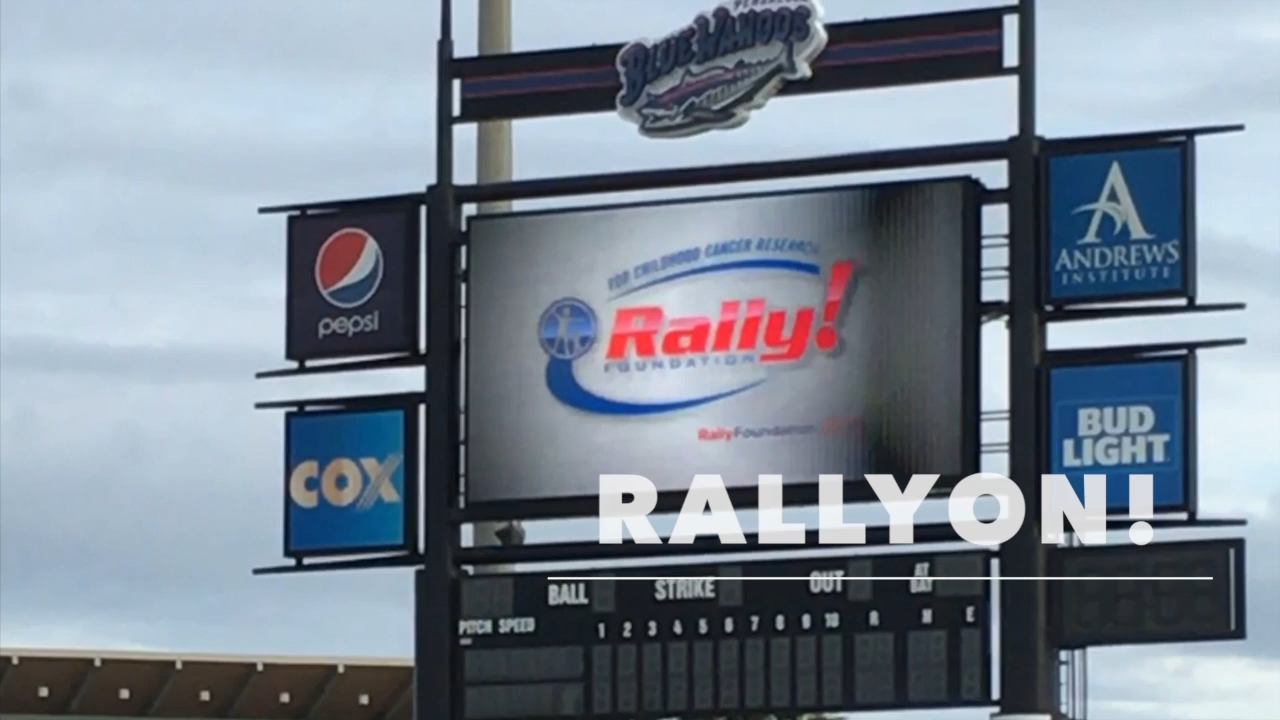 BLUE WAHOOS
pepsi
COX
FOR CHILDHOOD CANCER RESEARCH
Rally!
FOUNDATION
RallyFoundation
ANDREWS
INSTITUTE
BUD
LIGHT
RALLYON!
BALL STRIKE OUT AT BAT
PITCH SPEED 1 2 3 4 5 6 7 8 9 10 R H E